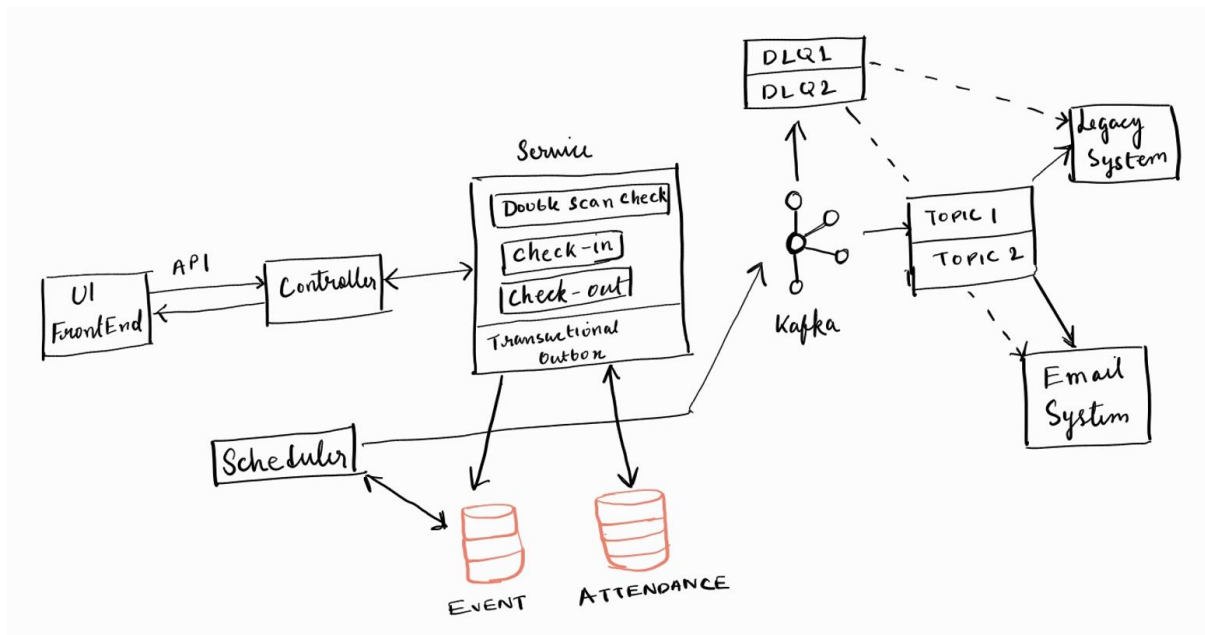 DLQ1
DLQ2
Legacy
System
Service
Double scan check
check-in
check-out
Transactional
Outbox
TOPIC 1
TOPIC 2
API
UI
FrontEnd
Controller
Kafka
Email
System
Scheduler
EVENT
ATTENDANCE